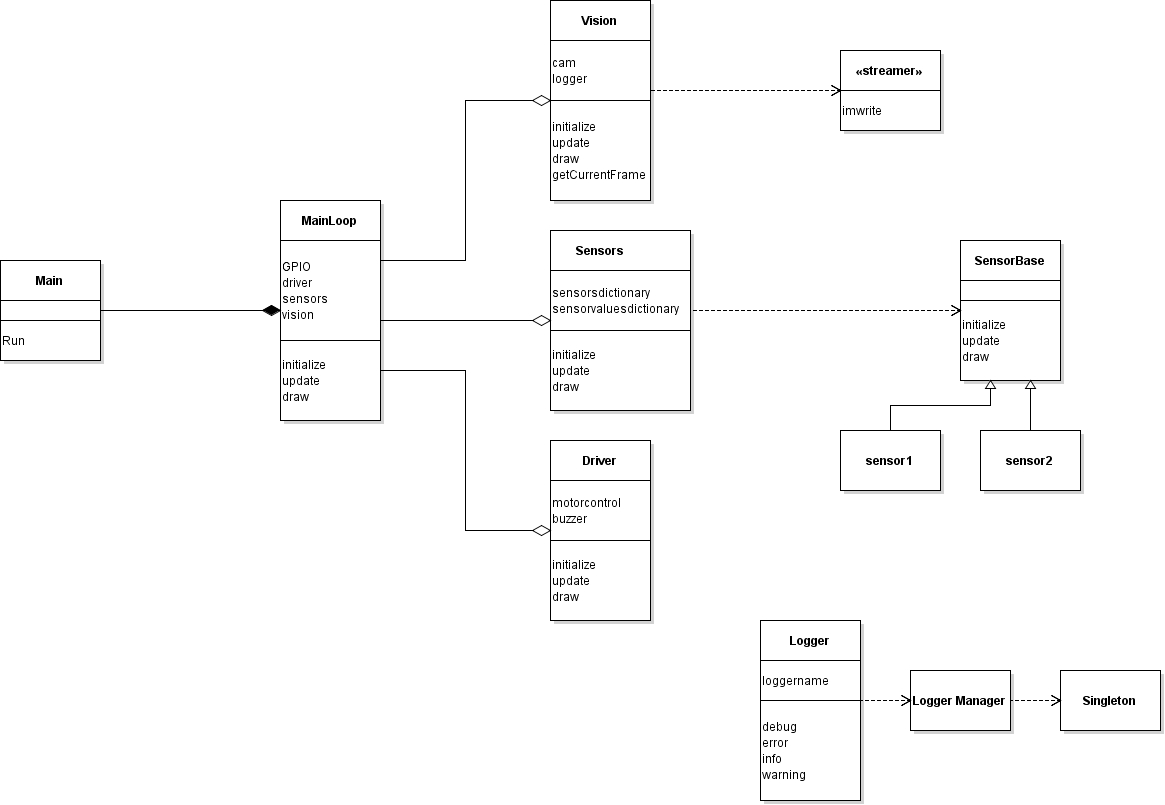 Vision
cam
logger
initialize
update
draw
getCurrentFrame
«streamer»
imwrite
MainLoop
GPIO
driver
sensors
vision
initialize
update
draw
Main
Run
Sensors
sensorsdictionary
sensorvaluesdictionary
initialize
update
draw
SensorBase
initialize
update
draw
sensor1
sensor2
Driver
motorcontrol
buzzer
initialize
update
draw
Logger
loggername
debug
error
info
warning
Logger Manager
Singleton